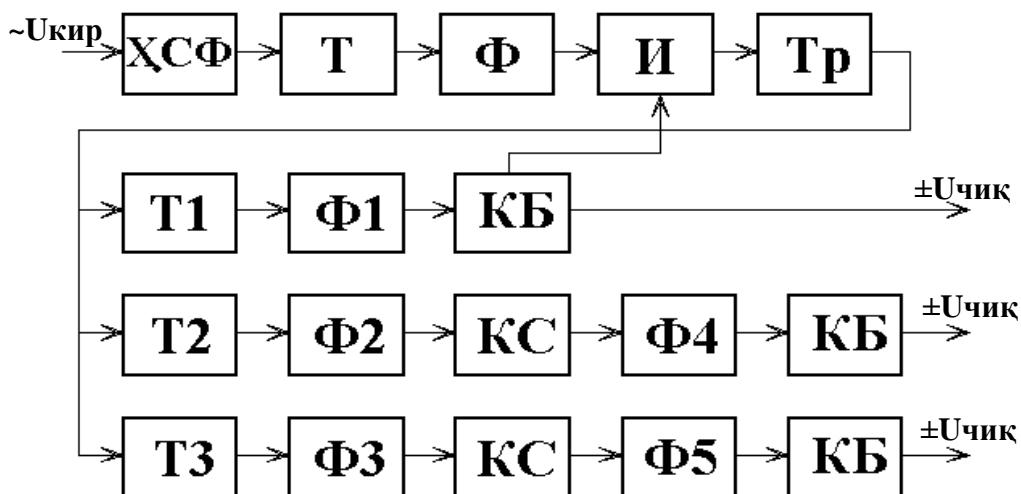 ~Uкир ҲСФ Т Ф И Тр
Т1 Ф1 КБ ±Uчиқ
Т2 Ф2 КС Ф4 КБ ±Uчиқ
Т3 Ф3 КС Ф5 КБ ±Uчиқ